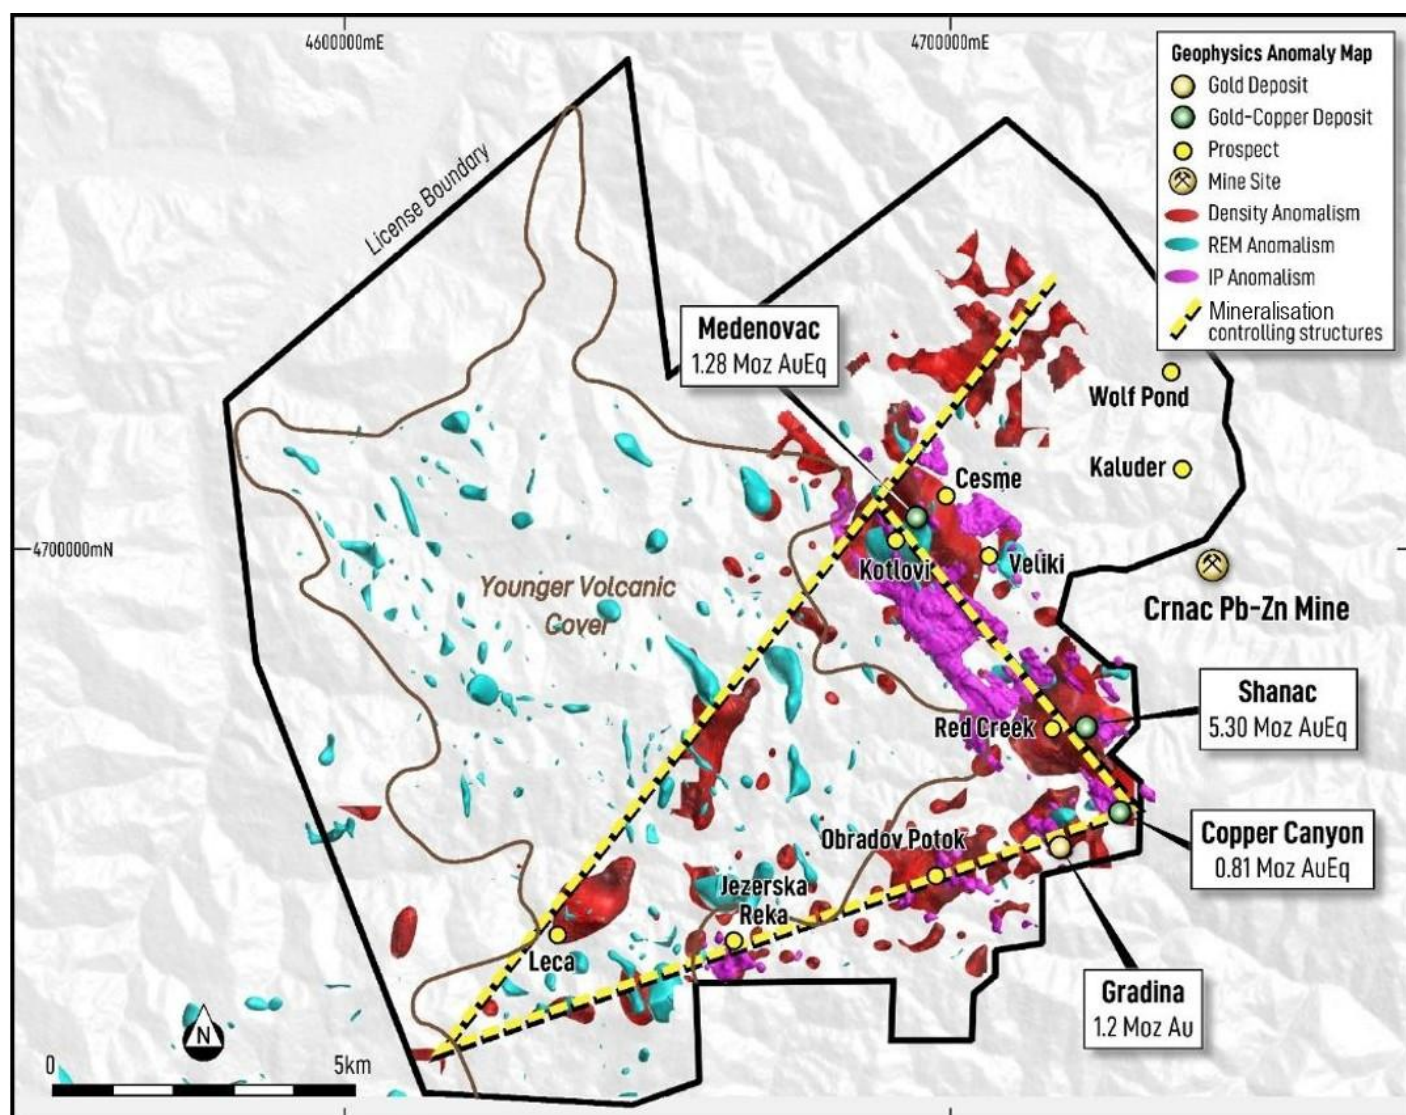 4600000mE
4700000mE
Geophysics Anomaly Map
Gold Deposit
Gold-Copper Deposit
Prospect
Mine Site
Density Anomalism
REM Anomalism
IP Anomalism
Mineralisation
controlling structures
License Boundary
Medenovac
1.28 Moz AuEq
Wolf Pond
Kaluder
Cesme
4700000mN
Kotlovi
Veliki
Younger Volcanic
Cover
Crnac Pb-Zn Mine
Shanac
5.30 Moz AuEq
Red Creek
Copper Canyon
0.81 Moz AuEq
Obradov Potok
Jezerska
Reka
Leca
Gradina
1.2 Moz Au
N
0
5km